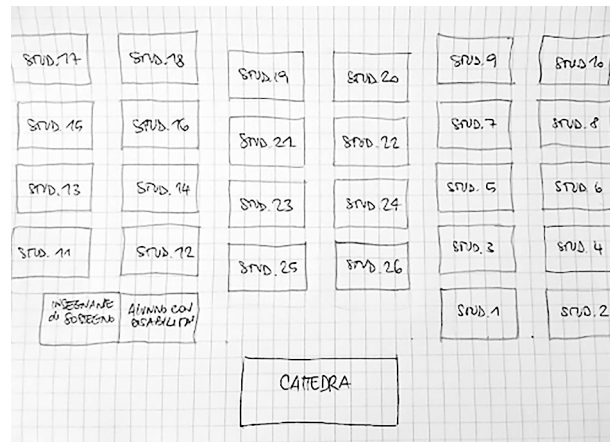 STUD. 17
STUD. 18
STUD. 19
STUD. 20
STUD. 9
STUD. 10
STUD. 15
STUD. 16
STUD. 21
STUD. 22
STUD. 7
STUD. 8
STUD. 13
STUD. 14
STUD. 23
STUD. 24
STUD. 5
STUD. 6
STUD. 11
STUD. 12
STUD. 25
STUD. 26
STUD. 3
STUD. 4
INSEGNANTE
di SOSTEGNO
ALUNNO CON
DISABILITA'
STUD. 1
STUD. 2
CATTEDRA